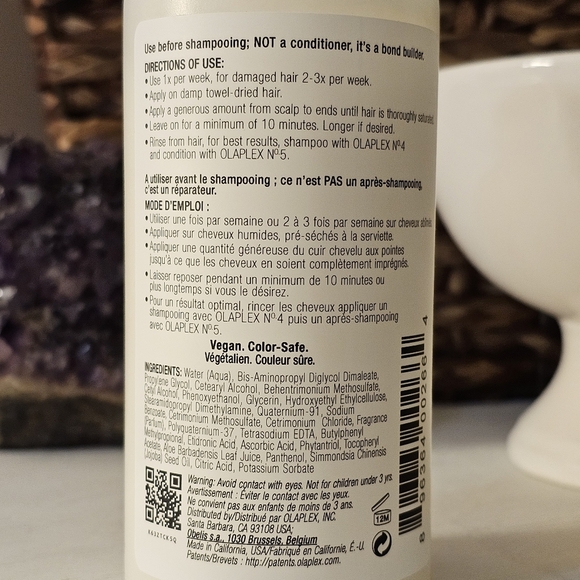 Use before shampooing; NOT a conditioner, it's a bond builder.
DIRECTIONS OF USE:
• Use 1x per week, for damaged hair 2-3x per week.
• Apply on damp towel-dried hair.
• Apply a generous amount from scalp to ends until hair is thoroughly saturated.
• Leave on for a minimum of 10 minutes. Longer if desired.
• Rinse from hair, for best results, shampoo with OLAPLEX Nº4
and condition with OLAPLEX Nº5.
A utiliser avant le shampooing ; ce n'est PAS un après-shampooing,
c'est un réparateur.
MODE D'EMPLOI :
• Utiliser une fois par semaine ou 2 à 3 fois par semaine sur cheveux abîmés.
• Appliquer sur cheveux humides, pré-séchés à la serviette.
• Appliquer une quantité généreuse du cuir chevelu aux pointes
jusqu'à ce que les cheveux en soient complètement imprégnés.
• Laisser reposer pendant un minimum de 10 minutes ou
plus longtemps si vous le désirez.
• Pour un résultat optimal, rincer les cheveux appliquer un
shampooing avec OLAPLEX Nº4 puis un après-shampooing
avec OLAPLEX Nº5.
Vegan. Color-Safe.
Végétalien. Couleur sûre.
INGREDIENTS: Water (Aqua), Bis-Aminopropyl Diglycol Dimaleate,
Propylene Glycol, Cetearyl Alcohol, Behentrimonium Methosulfate,
Cetyl Alcohol, Phenoxyethanol, Glycerin, Hydroxyethyl Ethylcellulose,
Stearamidopropyl Dimethylamine, Quaternium-91, Sodium
Benzoate, Cetrimonium Methosulfate, Cetrimonium Chloride, Fragrance
(Parfum), Polyquaternium-37, Tetrasodium EDTA, Butylphenyl
Methylpropional, Etidronic Acid, Ascorbic Acid, Phytantriol, Tocopheryl
Acetate, Aloe Barbadensis Leaf Juice, Panthenol, Simmondsia Chinensis
(Jojoba) Seed Oil, Citric Acid, Potassium Sorbate
Warning: Avoid contact with eyes. Not for children under 3 yrs.
Avertissement : Éviter le contact avec les yeux.
Ne convient pas aux enfants de moins de 3 ans.
Distributed by/Distribué par OLAPLEX, INC.
Santa Barbara, CA 93108 USA;
Obelis s.a., 1030 Brussels, Belgium
Made in California, USA/Fabriqué en Californie, É.-U.
Patents/Brevets : http://patents.olaplex.com
12M